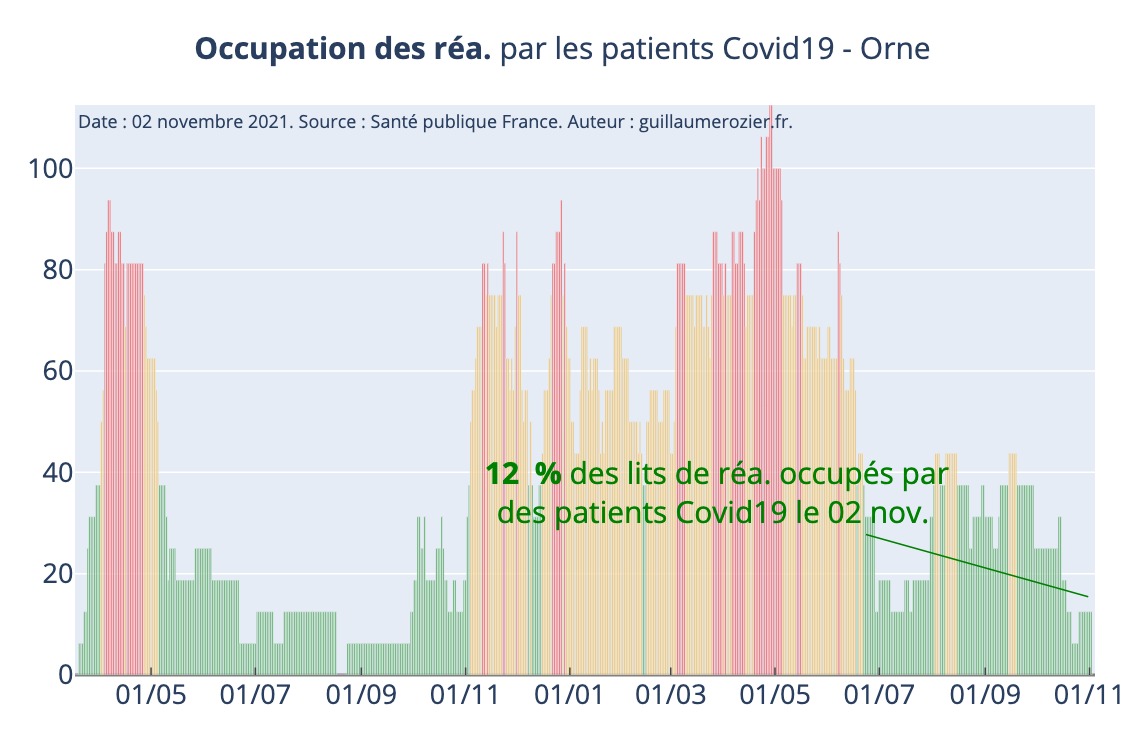 Occupation des réa. par les patients Covid19 - Orne
Date : 02 novembre 2021. Source : Santé publique France. Auteur : guillaumerozier.fr.
100
80
60
40
20
0
12 % des lits de réa. occupés par
des patients Covid19 le 02 nov.
01/05 01/07 01/09 01/11 01/01 01/03 01/05 01/07 01/09 01/11